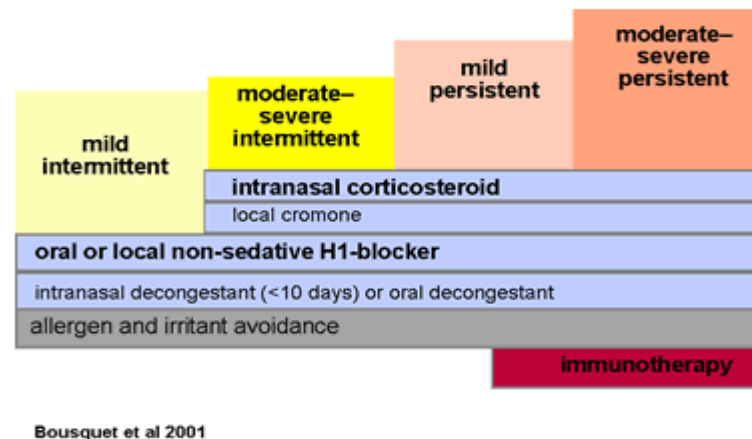 mild
intermittent
moderate–
severe
intermittent
mild
persistent
moderate–
severe
persistent
intranasal corticosteroid
local cromone
oral or local non-sedative H1-blocker
intranasal decongestant (<10 days) or oral decongestant
allergen and irritant avoidance
immunotherapy
Bousquet et al 2001